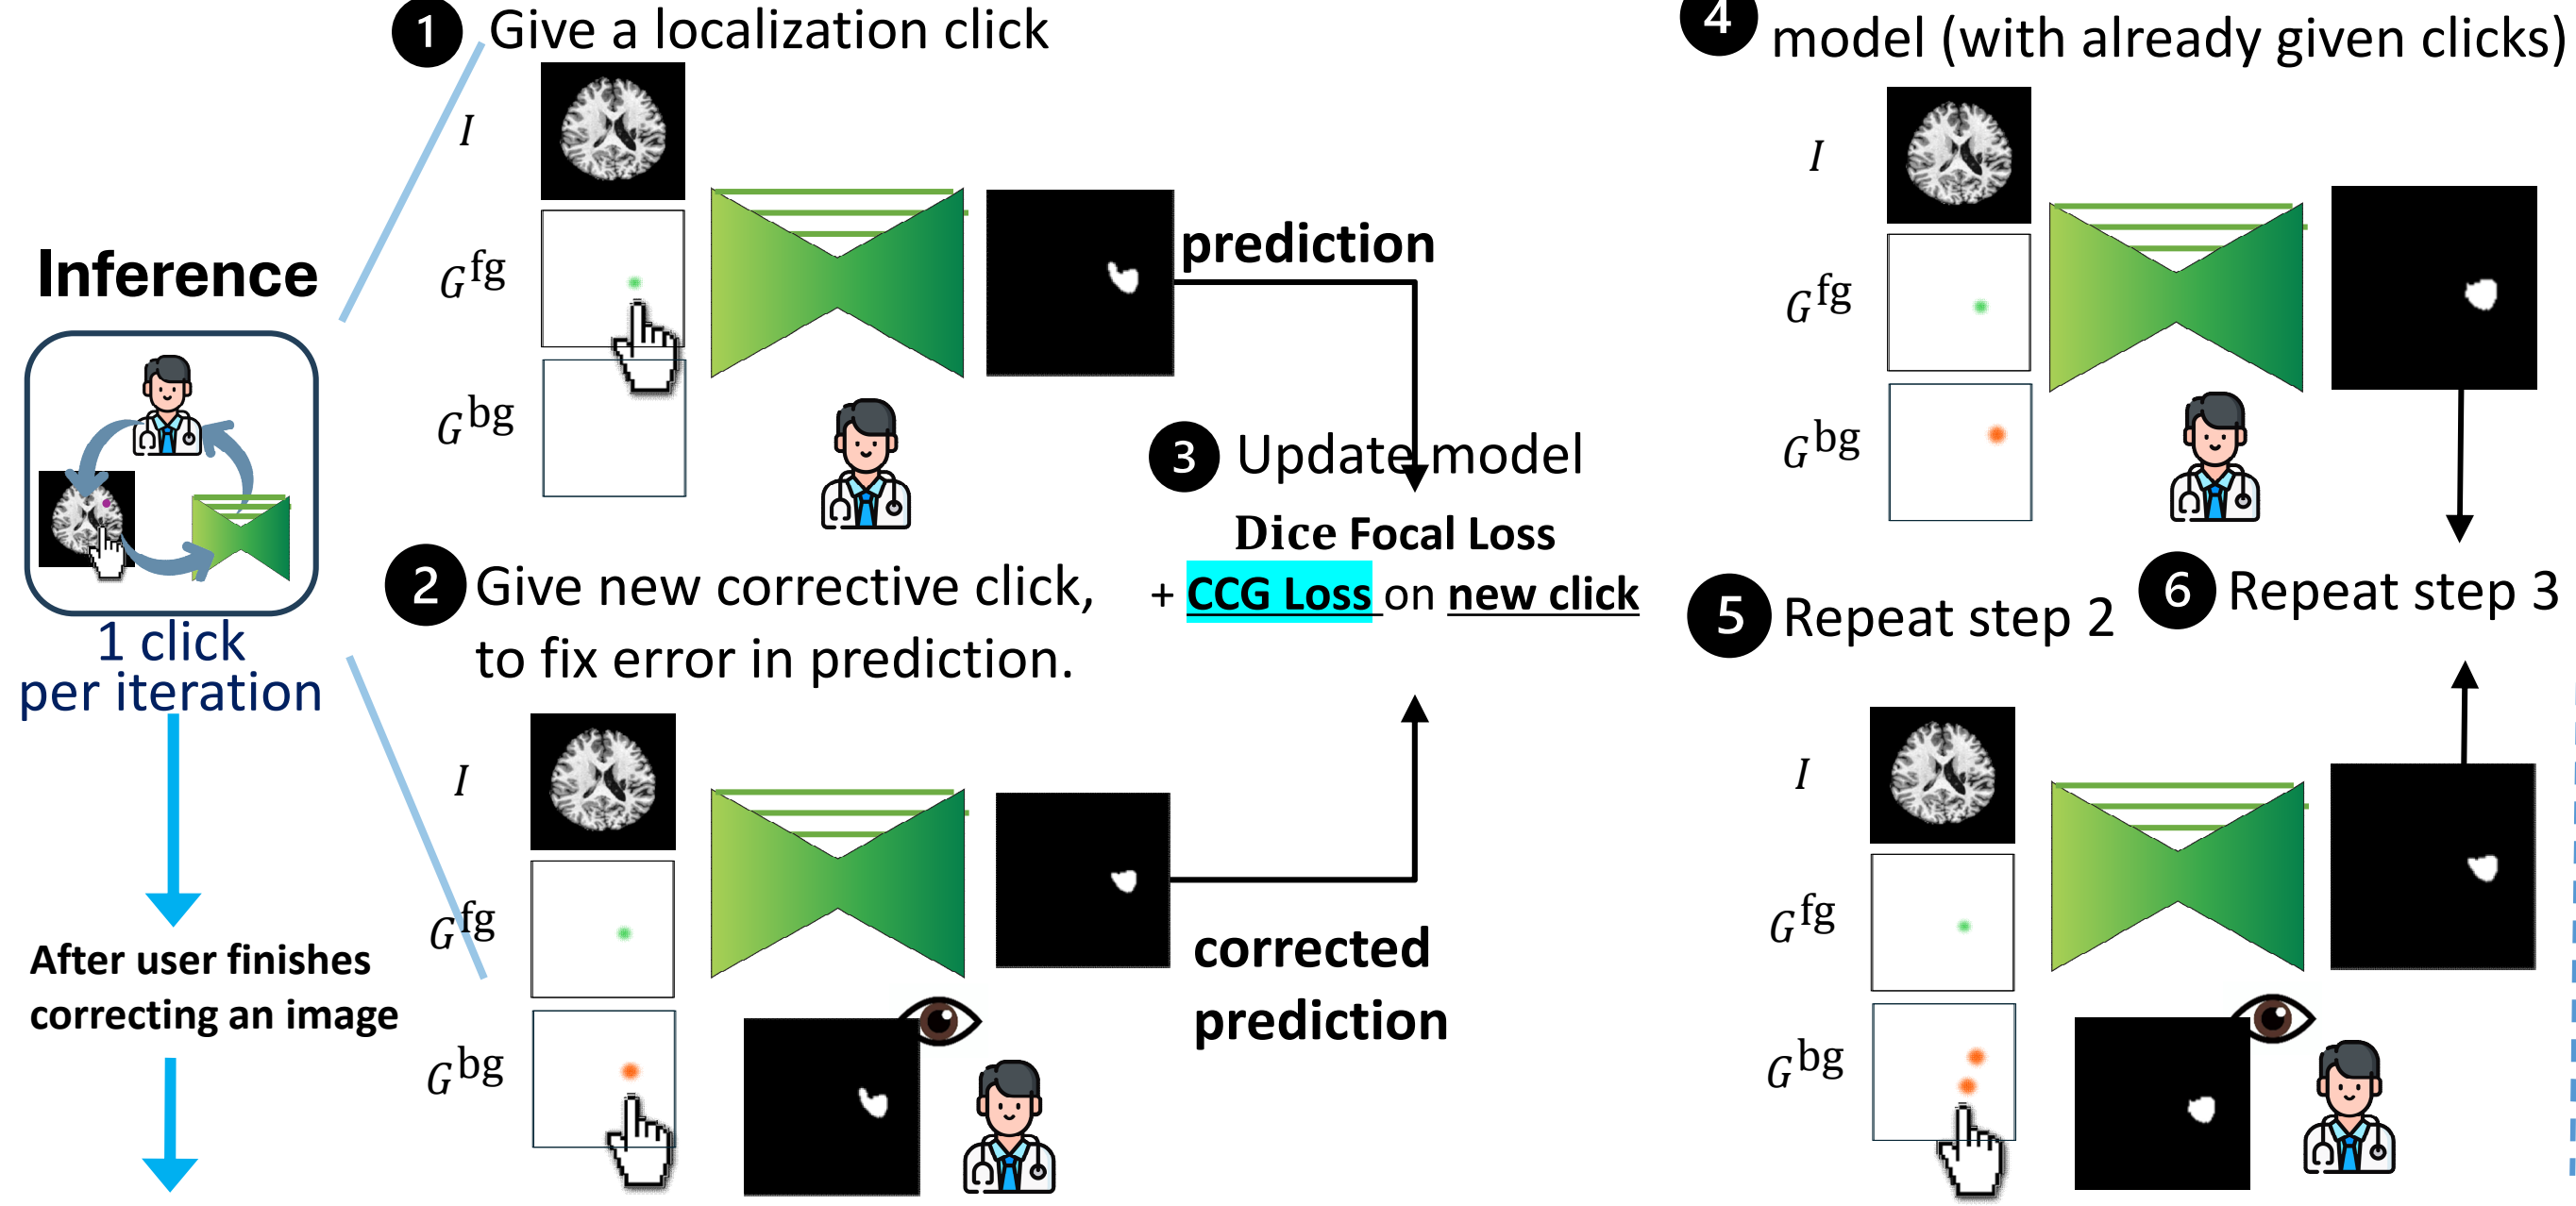 Inference
1 click
per iteration
After user finishes
correcting an image
1 Give a localization click
I
G^fg
G^bg
prediction
2 Give new corrective click,
to fix error in prediction.
I
G^fg
G^bg
corrected
prediction
3 Update model
Dice Focal Loss
+ CCG Loss on new click
4
model (with already given clicks)
I
G^fg
G^bg
5 Repeat step 2
I
G^fg
G^bg
6 Repeat step 3